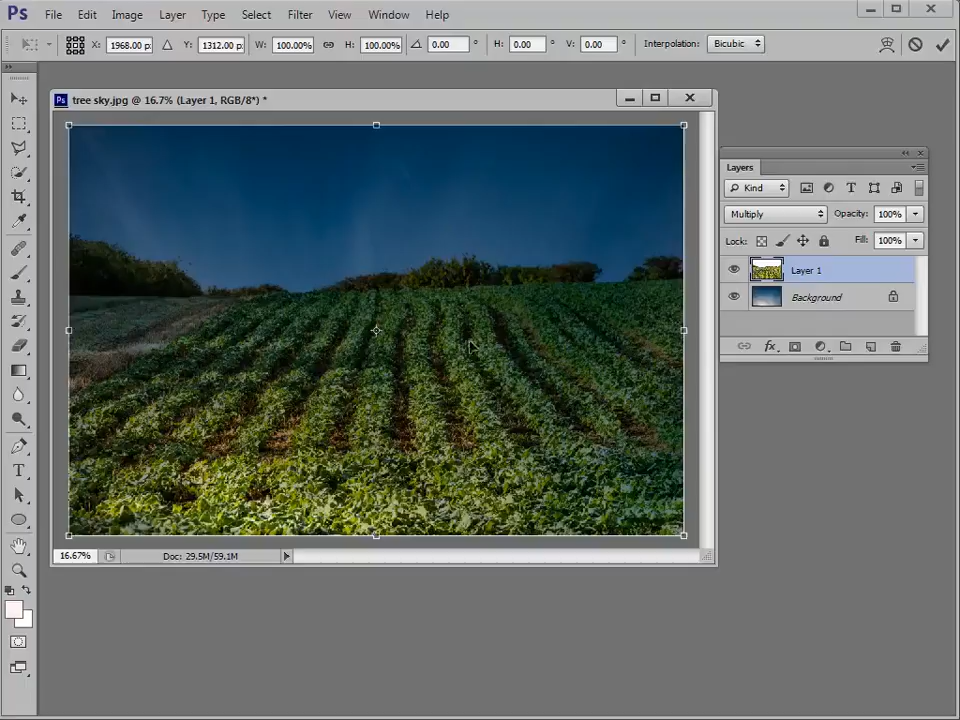 Ps File Edit Image Layer Type Select Filter View Window Help
X: 1968.00 p: Y: 1312.00 p: W: 100.00% H: 100.00% 0.00 ° H: 0.00 ° V: 0.00 ° Interpolation: Bicubic
Ps tree sky.jpg @ 16.7% (Layer 1, RGB/8*) *
Layers
Kind T
Multiply Opacity: 100%
Lock: Fill: 100%
Layer 1
Background
fx
T
16.67% Doc: 29.5M/59.1M